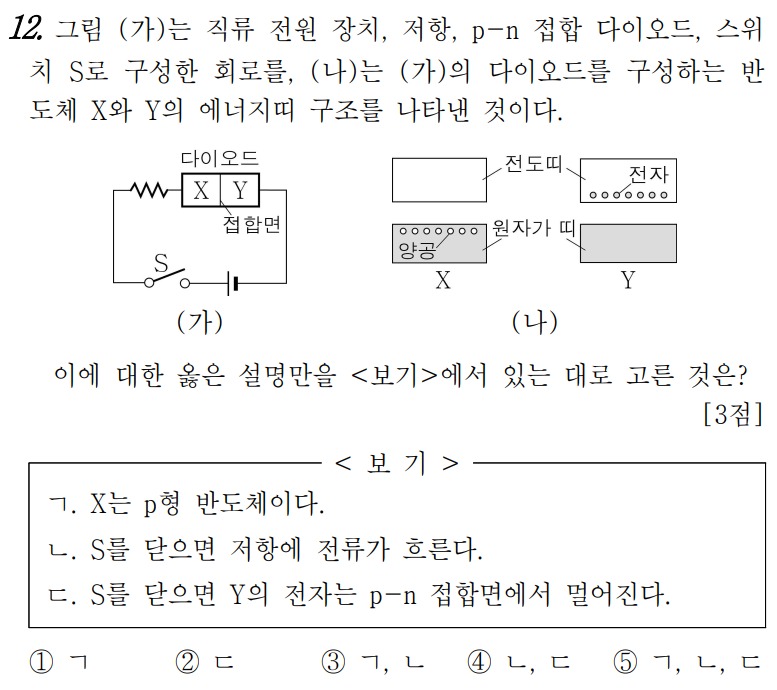 12. 그림 (가)는 직류 전원 장치, 저항, p-n 접합 다이오드, 스위
치 S로 구성한 회로를, (나)는 (가)의 다이오드를 구성하는 반
도체 X와 Y의 에너지띠 구조를 나타낸 것이다.
다이오드
X Y
접합면
S
(가)
전도띠
전자
원자가 띠
양공
X
Y
(나)
이에 대한 옳은 설명만을 <보기>에서 있는 대로 고른 것은?
[3점]
< 보 기 >
ㄱ. X는 p형 반도체이다.
ㄴ. S를 닫으면 저항에 전류가 흐른다.
ㄷ. S를 닫으면 Y의 전자는 p-n 접합면에서 멀어진다.
① ㄱ ② ㄷ ③ ㄱ, ㄴ ④ ㄴ, ㄷ ⑤ ㄱ, ㄴ, ㄷ